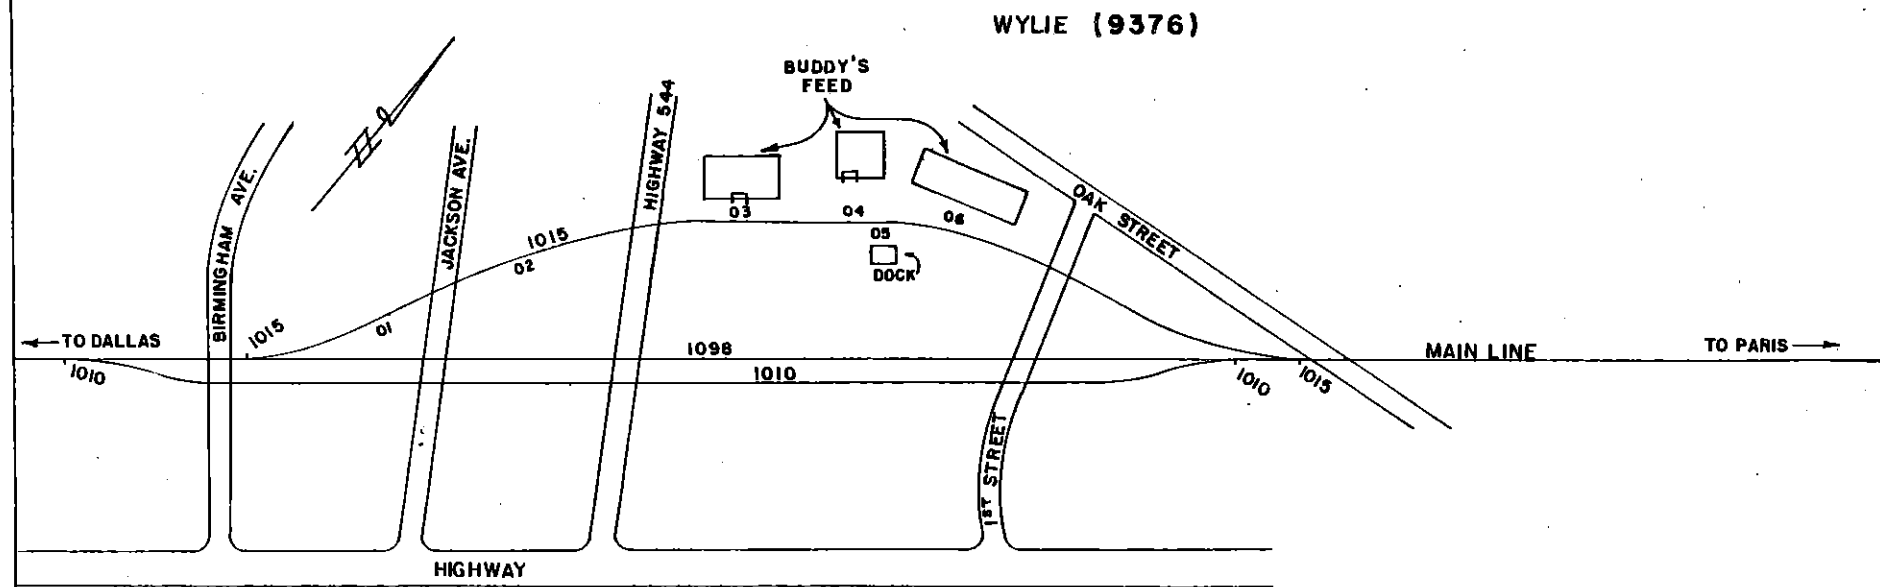 WYLIE (9376)
BUDDY'S
FEED
BIRMINGHAM AVE.
JACKSON AVE.
HIGHWAY 544
OAK STREET
03
04
06
1015
02
05
DOCK
01
1015
TO DALLAS
1098
MAIN LINE
TO PARIS
1010
1010
1010
1015
1ST STREET
HIGHWAY